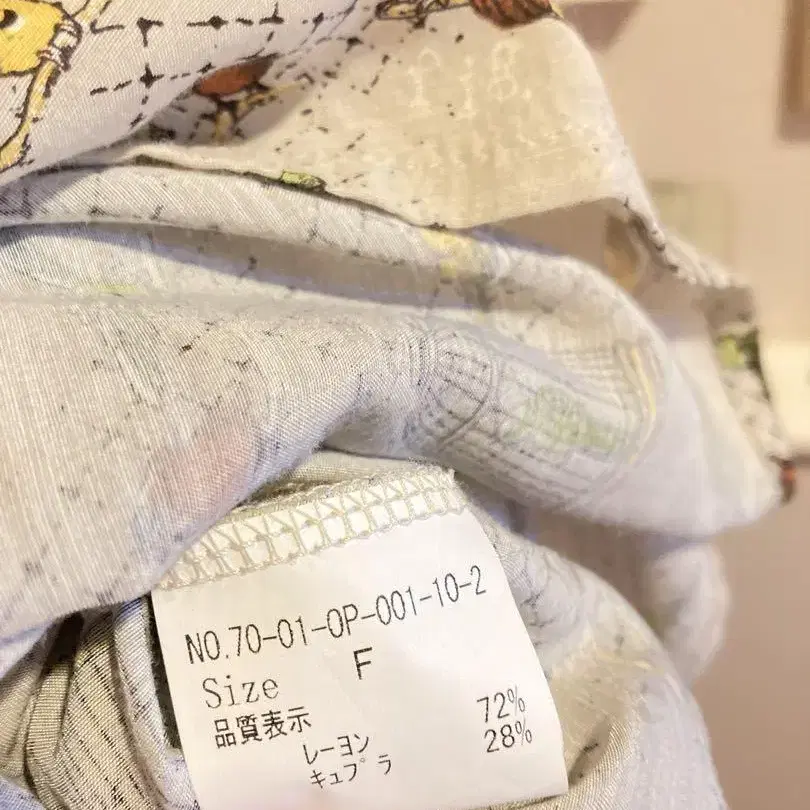 Fig.
NO.70-01-OP-001-10-2
Size F
品質表示
レーヨン 72%
キュプラ 28%